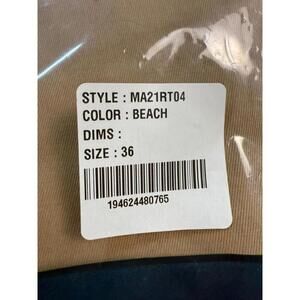 STYLE : MA21RT04
COLOR : BEACH
DIMS :
SIZE : 36
194624480765